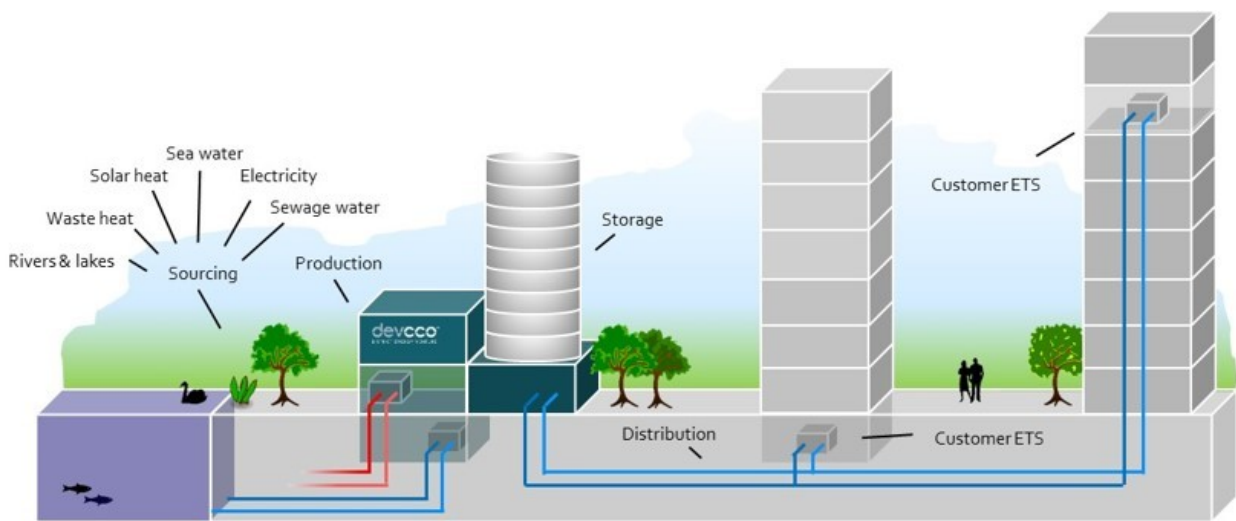 Sea water
Solar heat
Electricity
Waste heat
Sewage water
Rivers & lakes
Sourcing
Production
Storage
Customer ETS
devcco
Distribution
Customer ETS